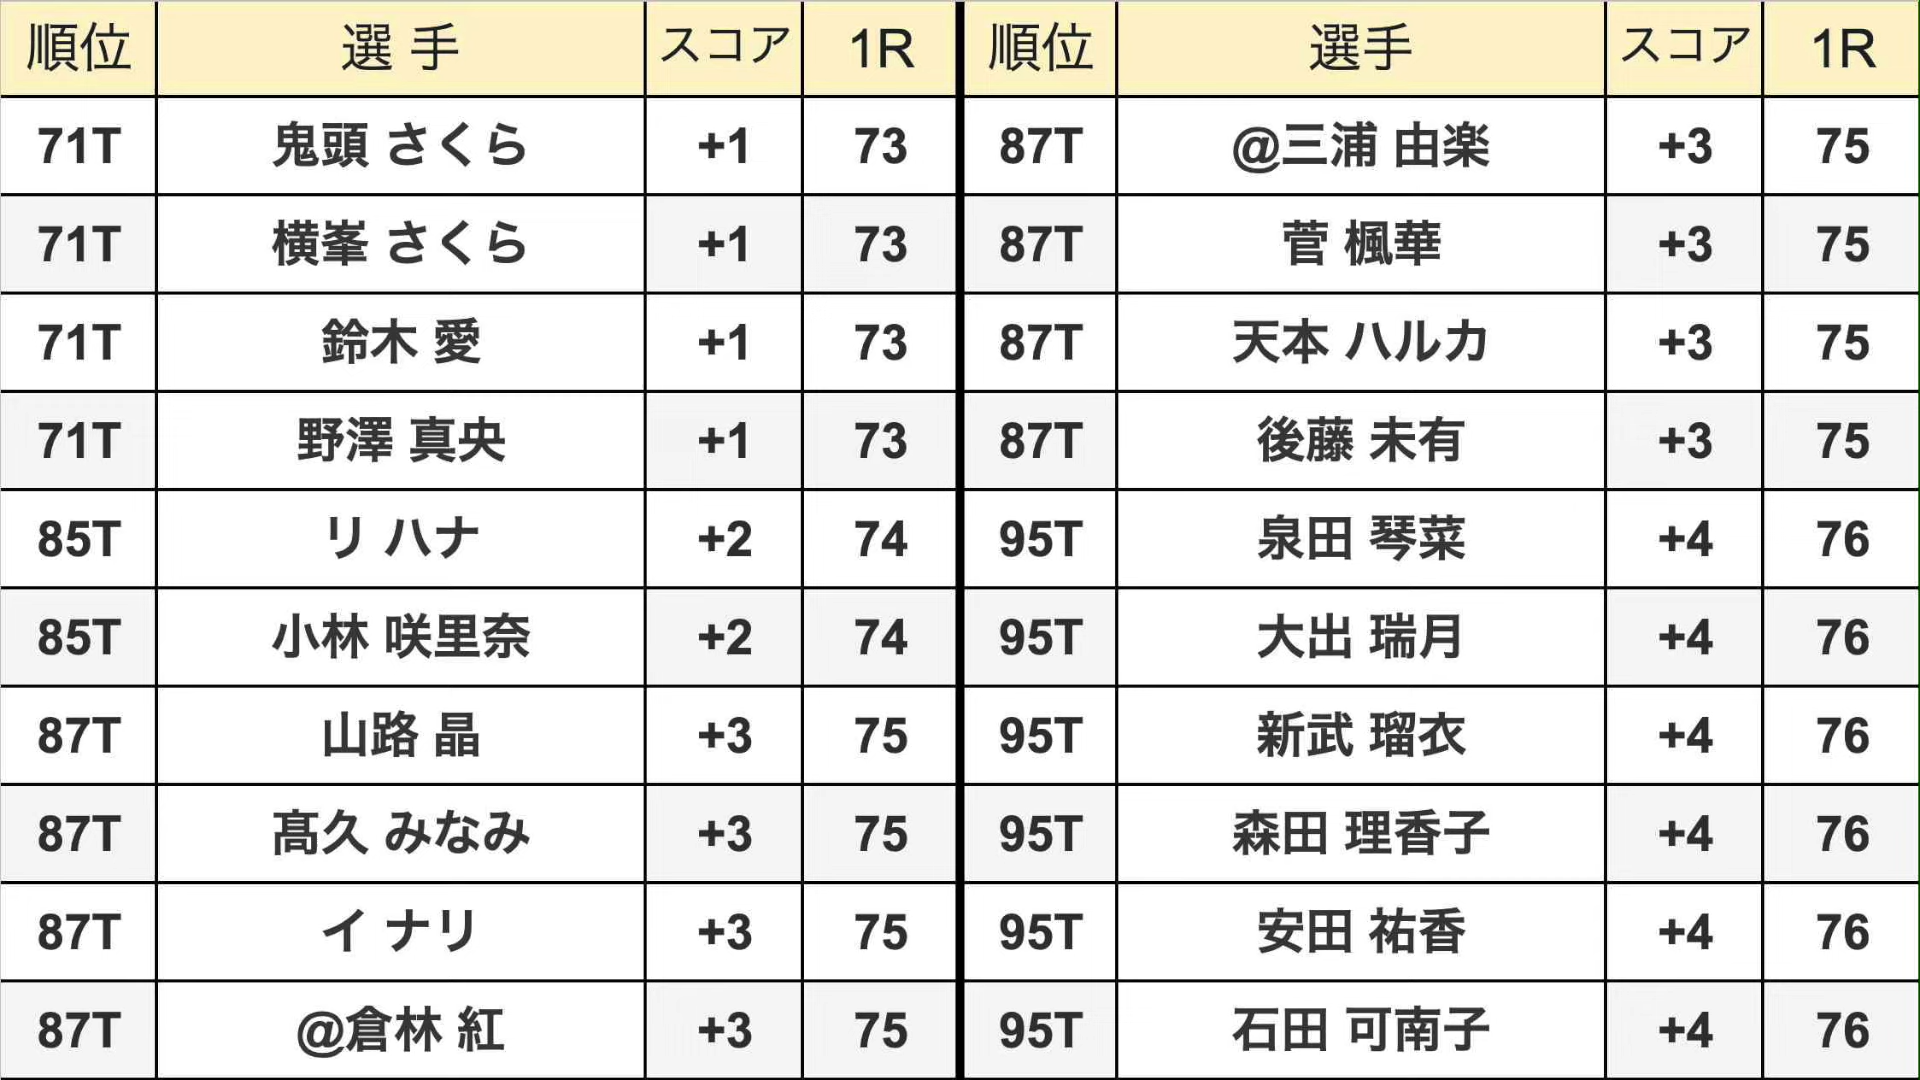 順位 選 手 スコア 1R 順位 選手 スコア 1R
71T 鬼頭 さくら +1 73 87T @三浦 由楽 +3 75
71T 横峯 さくら +1 73 87T 菅 楓華 +3 75
71T 鈴木 愛 +1 73 87T 天本 ハルカ +3 75
71T 野澤 真央 +1 73 87T 後藤 未有 +3 75
85T リ ハナ +2 74 95T 泉田 琴菜 +4 76
85T 小林 咲里奈 +2 74 95T 大出 瑞月 +4 76
87T 山路 晶 +3 75 95T 新武 瑠衣 +4 76
87T 髙久 みなみ +3 75 95T 森田 理香子 +4 76
87T イ ナリ +3 75 95T 安田 祐香 +4 76
87T @倉林 紅 +3 75 95T 石田 可南子 +4 76